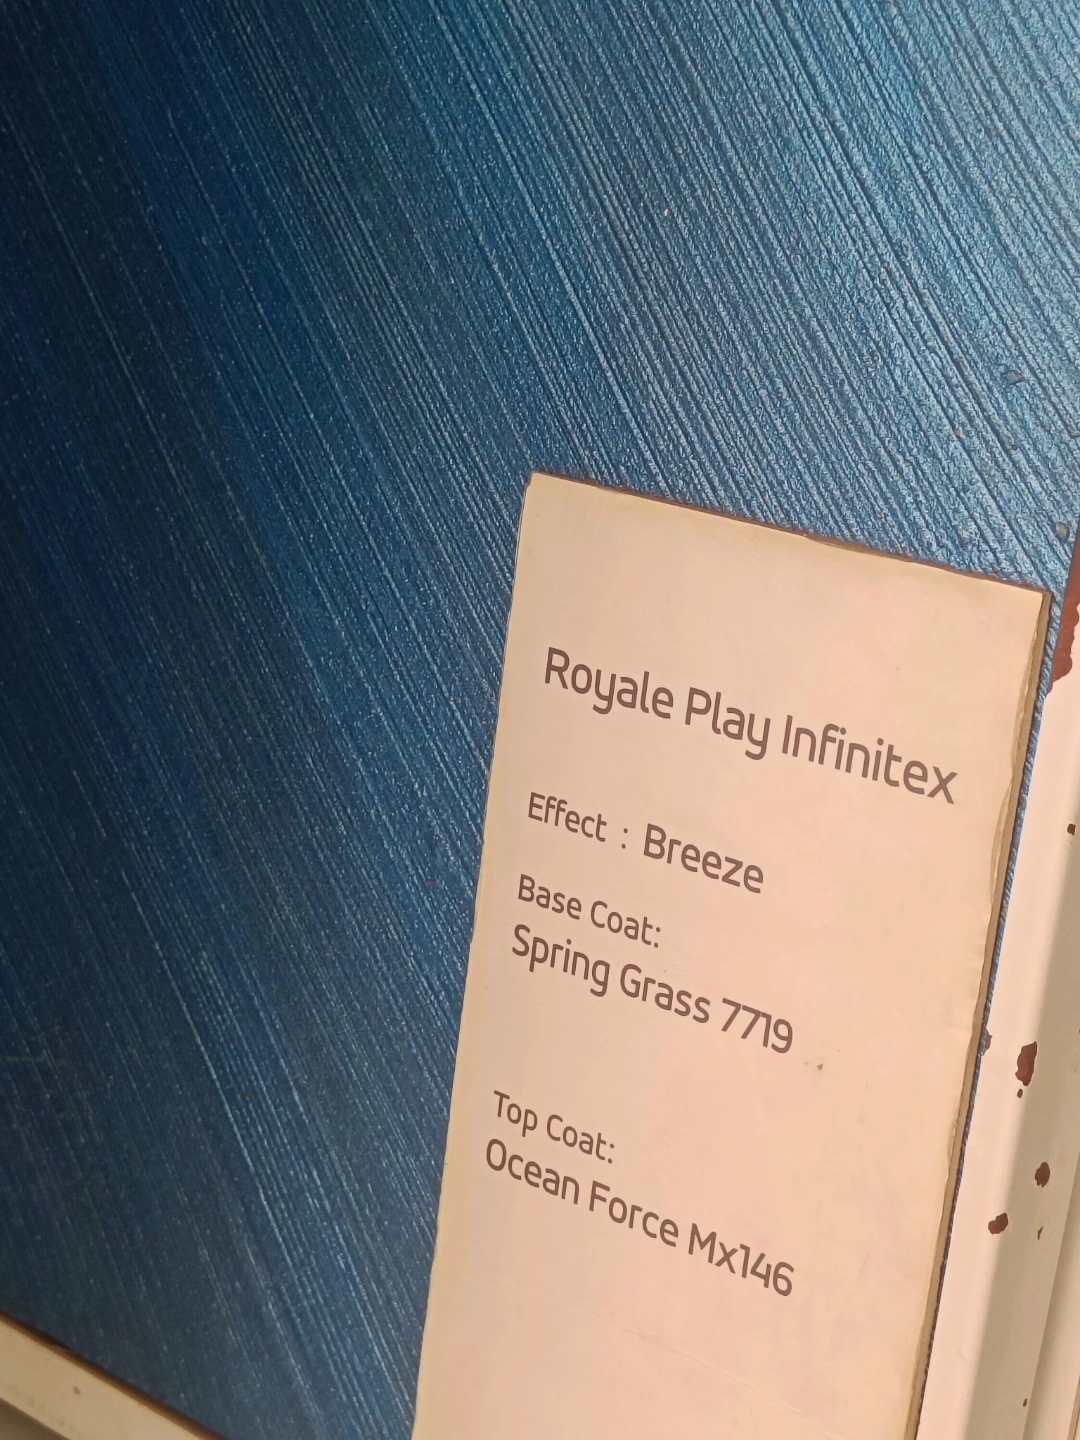 Royale Play Infinitex
Effect : Breeze
Base Coat:
Spring Grass 7719
Top Coat:
Ocean Force Mx146